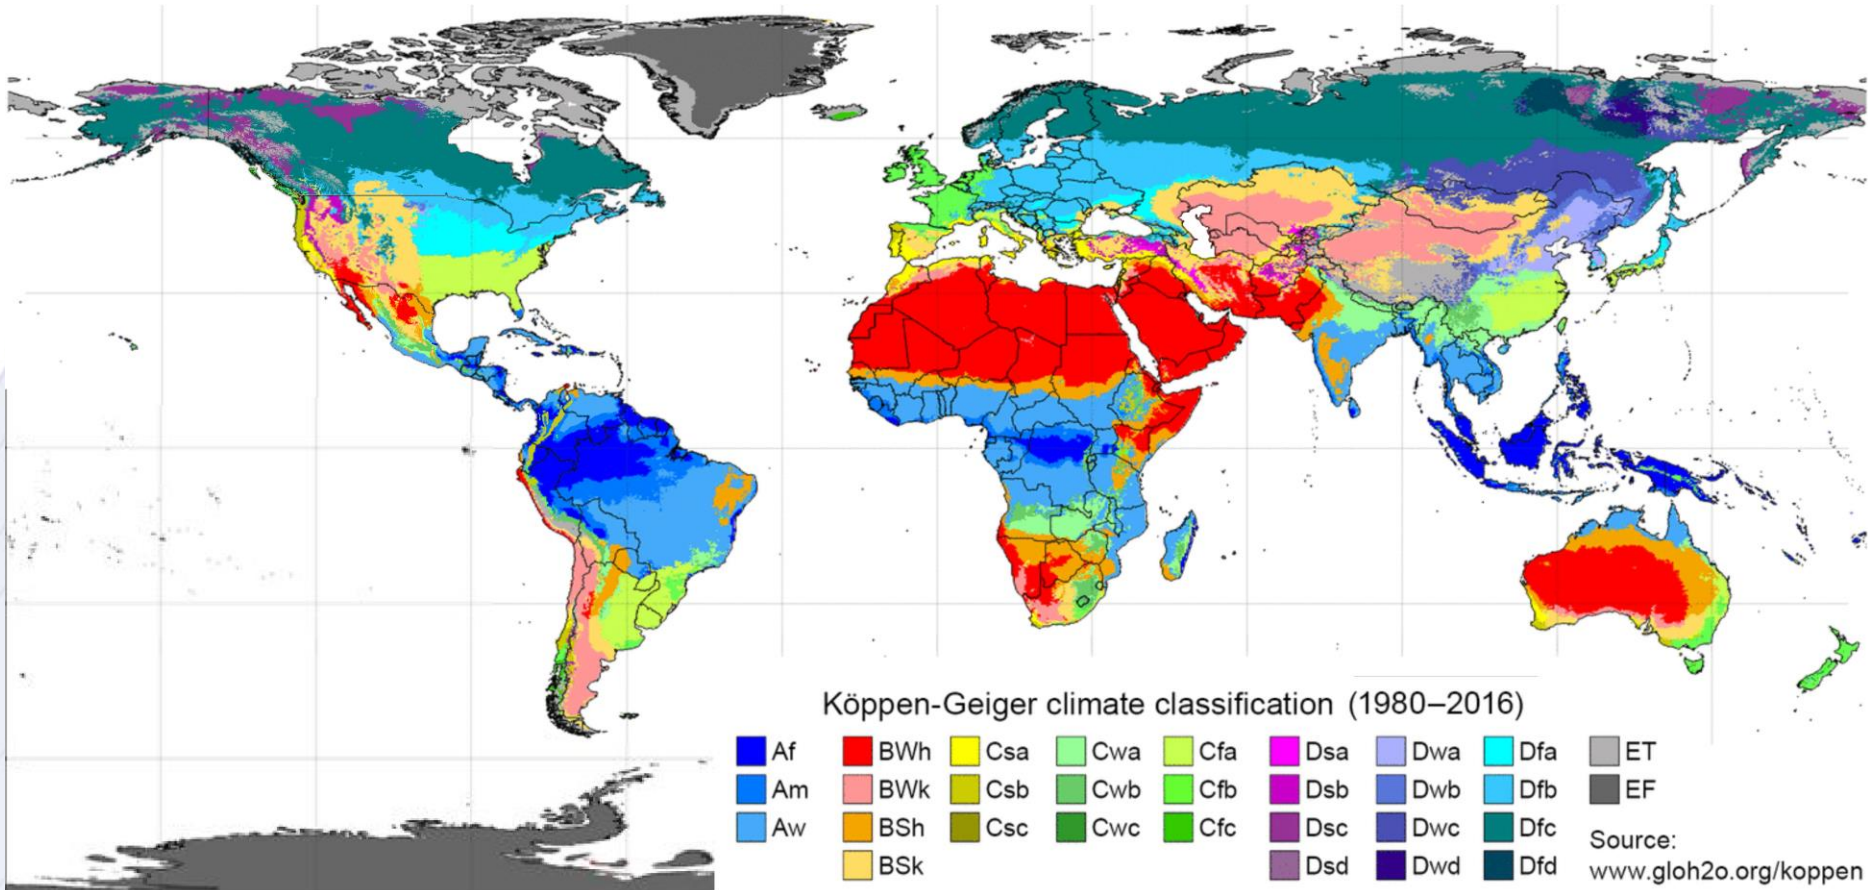 Köppen-Geiger climate classification (1980–2016)
Af BWh Csa Cwa Cfa Dsa Dwa Dfa ET
Am BWk Csb Cwb Cfb Dsb Dwb Dfb EF
Aw BSh Csc Cwc Cfc Dsc Dwc Dfc
BSk Dsd Dwd Dfd
Source:
www.gloh2o.org/koppen